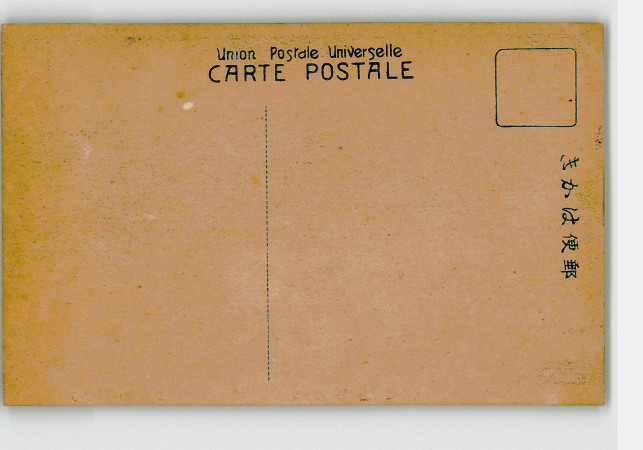 Union Postale Universelle
CARTE POSTALE
郵便はかき